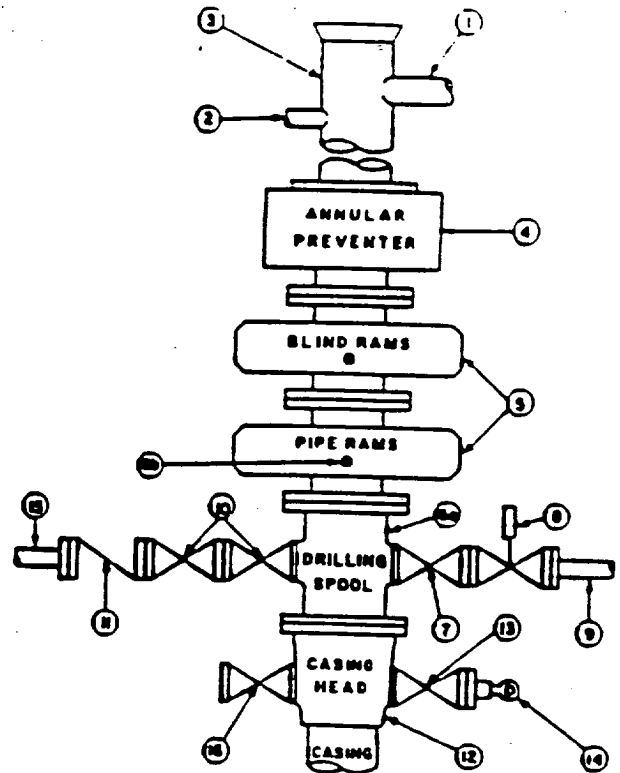 3
1
2
ANNULAR
PREVENTER
4
BLIND RAMS
5
PIPE RAMS
15
10
8
DRILLING
SPOOL
11
7
9
13
CASING
HEAD
16
12
14
CASING